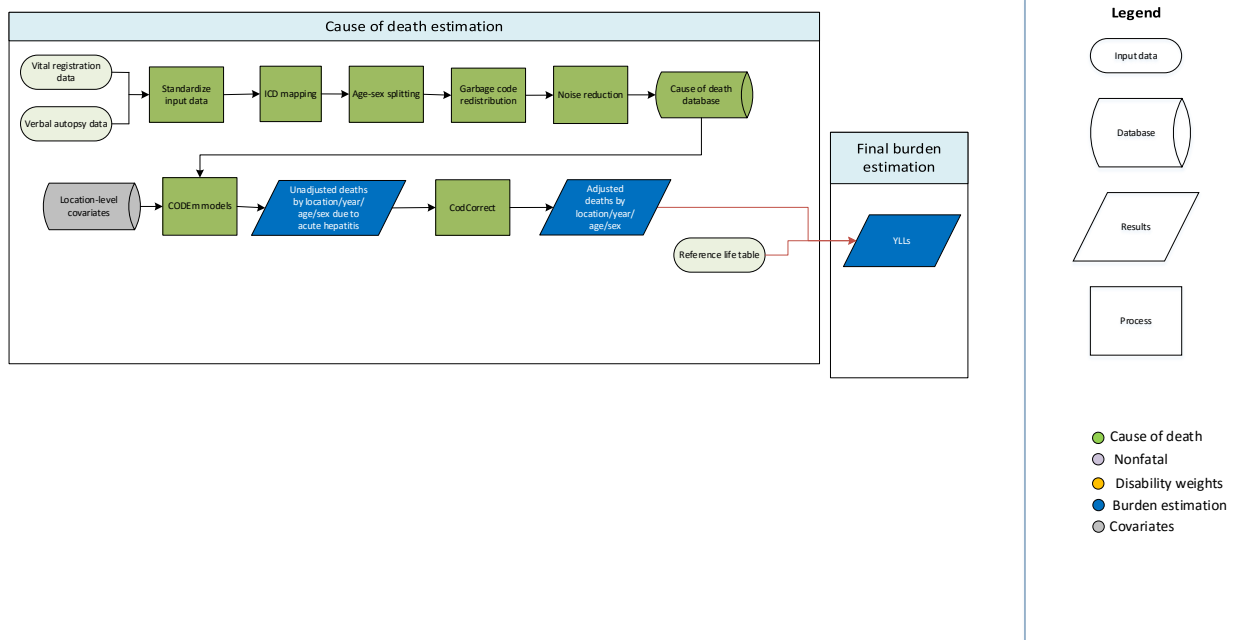 Cause of death estimation
Vital registration
data
Verbal autopsy data
Standardize
input data
ICD mapping
Age-sex splitting
Garbage code
redistribution
Noise reduction
Cause of death
database
Location-level
covariates
CODEm models
Unadjusted deaths
by location/year/
age/sex due to
acute hepatitis
CodCorrect
Adjusted
deaths by
location/year/
age/sex
Reference life table
Final burden
estimation
YLLs
Legend
Input data
Database
Results
Process
Cause of death
Nonfatal
Disability weights
Burden estimation
Covariates